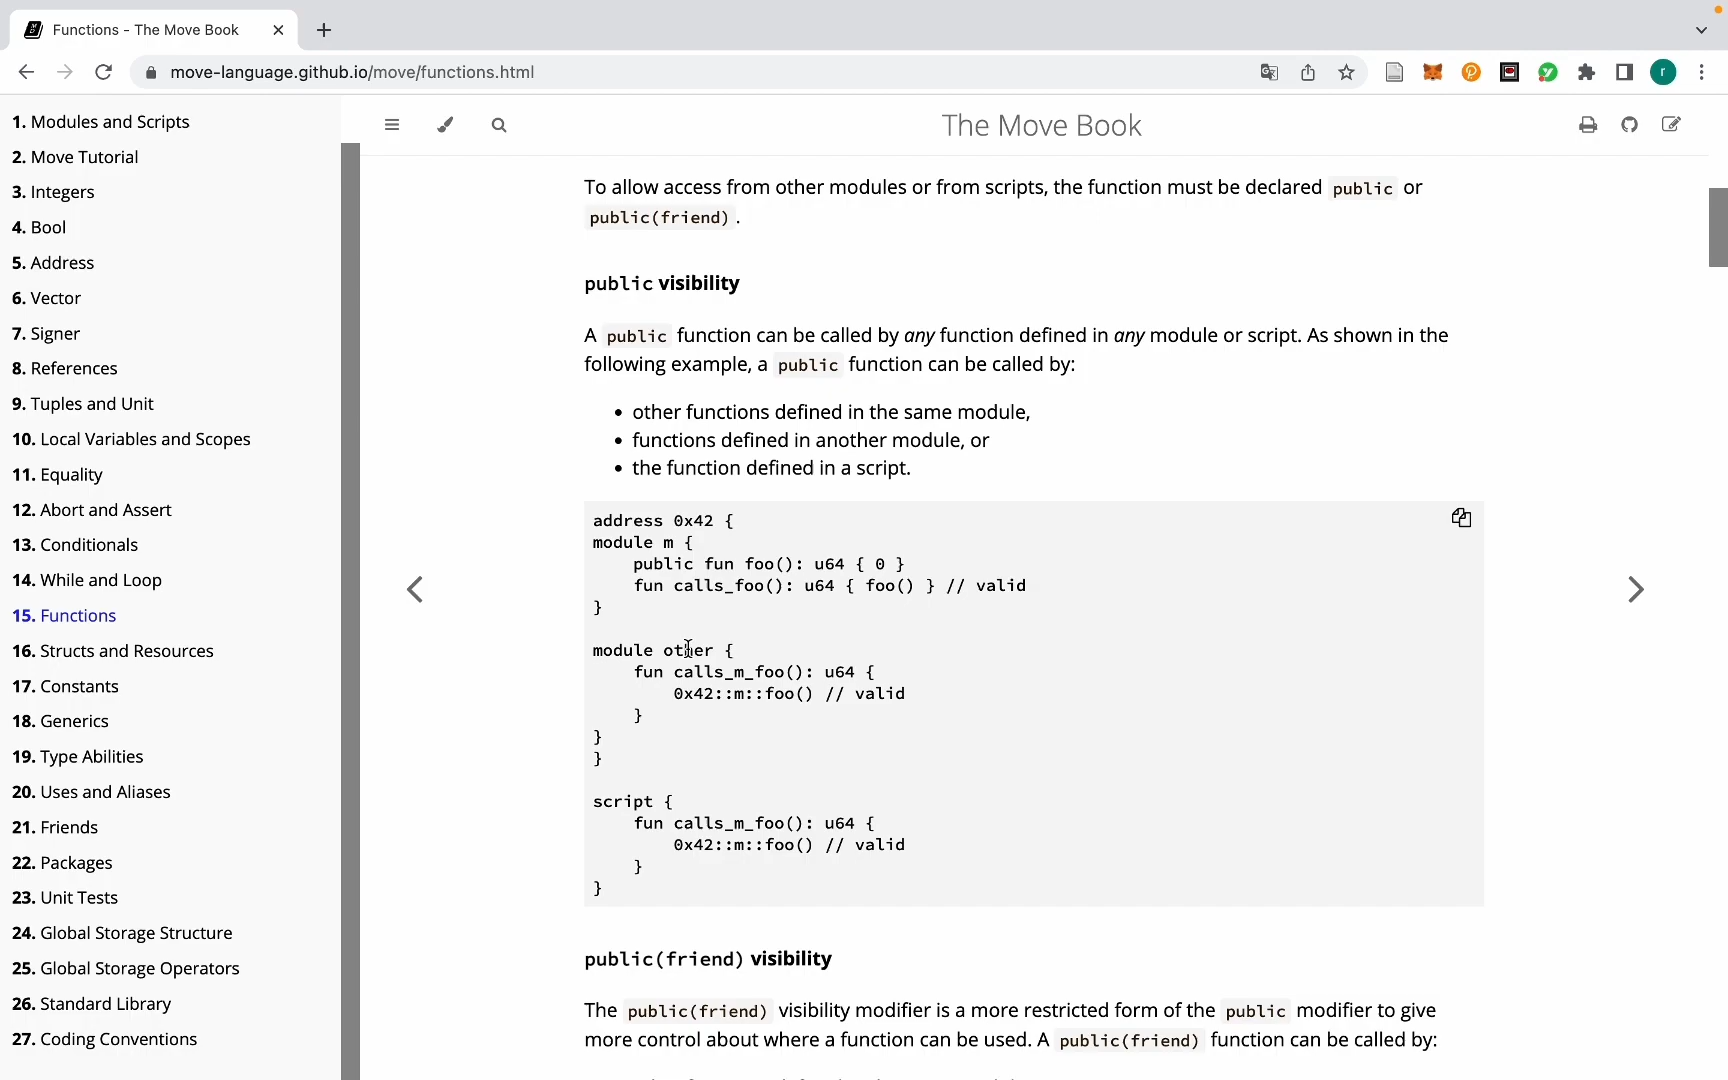 Functions - The Move Book
move-language.github.io/move/functions.html
r
1. Modules and Scripts
2. Move Tutorial
3. Integers
4. Bool
5. Address
6. Vector
7. Signer
8. References
9. Tuples and Unit
10. Local Variables and Scopes
11. Equality
12. Abort and Assert
13. Conditionals
14. While and Loop
15. Functions
16. Structs and Resources
17. Constants
18. Generics
19. Type Abilities
20. Uses and Aliases
21. Friends
22. Packages
23. Unit Tests
24. Global Storage Structure
25. Global Storage Operators
26. Standard Library
27. Coding Conventions
The Move Book
To allow access from other modules or from scripts, the function must be declared public or
public(friend) .
public visibility
A public function can be called by any function defined in any module or script. As shown in the
following example, a public function can be called by:
• other functions defined in the same module,
• functions defined in another module, or
• the function defined in a script.
address 0x42 {
module m {
    public fun foo(): u64 { 0 }
    fun calls_foo(): u64 { foo() } // valid
}
module other {
    fun calls_m_foo(): u64 {
        0x42::m::foo() // valid
    }
}
}
script {
    fun calls_m_foo(): u64 {
        0x42::m::foo() // valid
    }
}
public(friend) visibility
The public(friend) visibility modifier is a more restricted form of the public modifier to give
more control about where a function can be used. A public(friend) function can be called by: